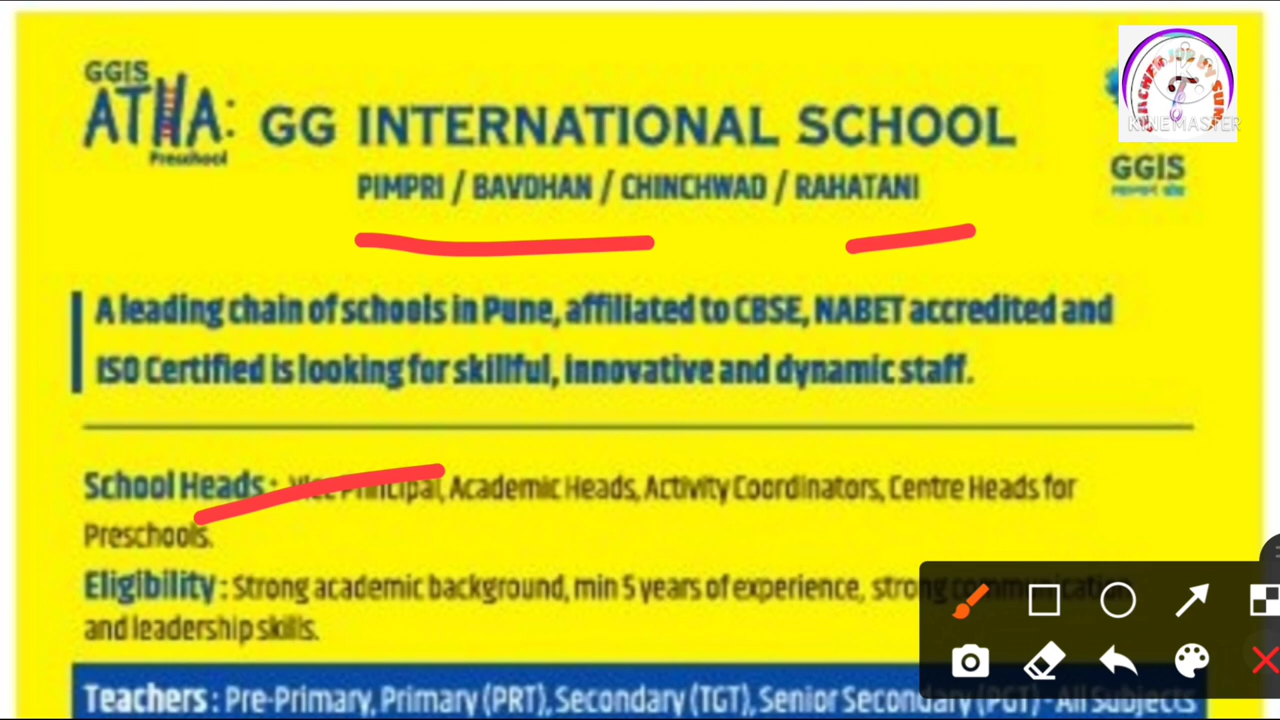 GGIS
ATHA:
Preschool
GG INTERNATIONAL SCHOOL
PIMPRI / BAVDHAN / CHINCHWAD / RAHATANI
KINEMASTER
GGIS
A leading chain of schools in Pune, affiliated to CBSE, NABET accredited and
ISO Certified is looking for skillful, innovative and dynamic staff.
School Heads : Vice Principal, Academic Heads, Activity Coordinators, Centre Heads for
Preschools.
Eligibility : Strong academic background, min 5 years of experience, strong communication
and leadership skills.
Teachers : Pre-Primary, Primary (PRT), Secondary (TGT), Senior Secondary (PGT) - All Subjects